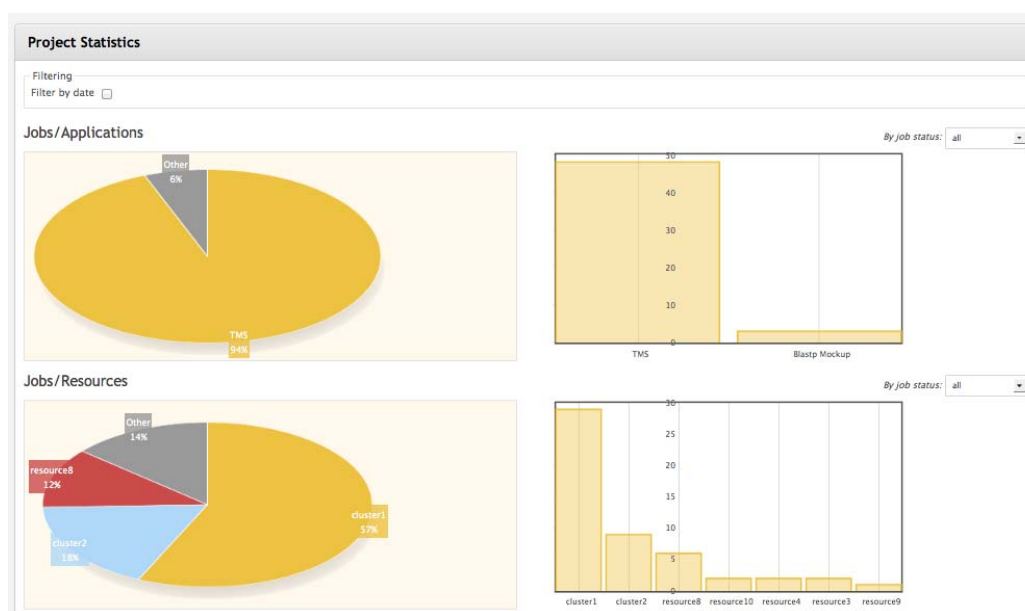 Project Statistics
Filtering
Filter by date
Jobs/Applications
By job status: all
Other
6%
TMS
94%
50
40
30
20
10
0
TMS Blastp Mockup
Jobs/Resources
By job status: all
Other
14%
resource8
12%
cluster1
57%
cluster2
18%
30
25
20
15
10
5
0
cluster1 cluster2 resource8 resource10 resource4 resource3 resource9